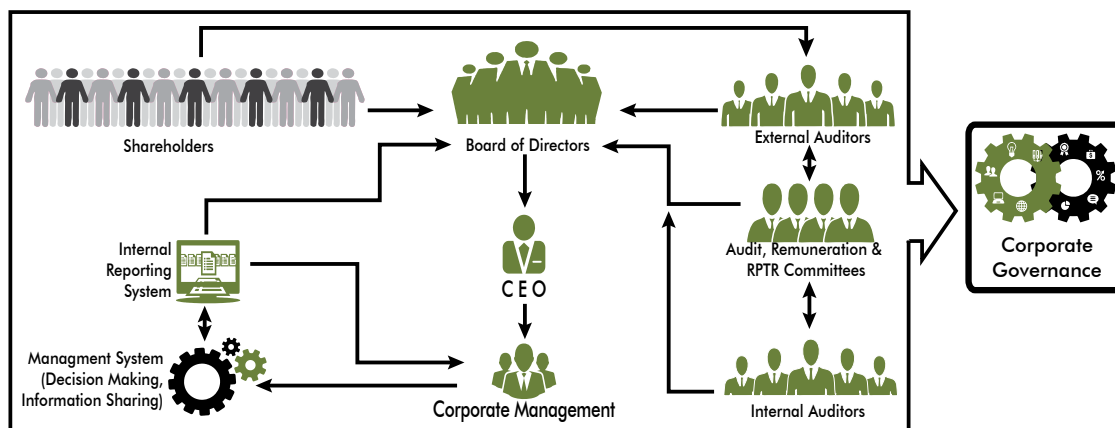 Shareholders
Board of Directors
External Auditors
Internal
Reporting
System
CEO
Audit, Remuneration &
RPTR Committees
Corporate
Governance
Managment System
(Decision Making,
Information Sharing)
Corporate Management
Internal Auditors
$
%